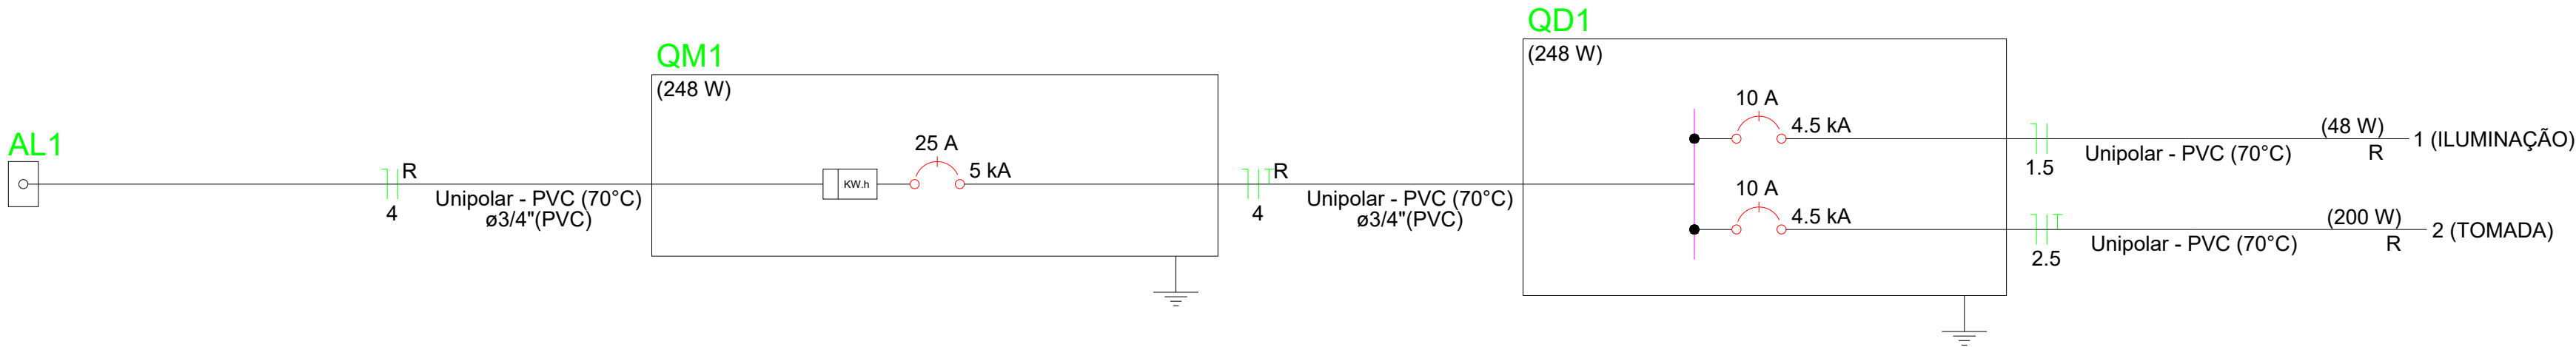 AL1
4
R
Unipolar - PVC (70°C)
ø3/4"(PVC)
QM1
(248 W)
KW.h
25 A
5 kA
4
R
Unipolar - PVC (70°C)
ø3/4"(PVC)
QD1
(248 W)
10 A
4.5 kA
1.5
Unipolar - PVC (70°C)
(48 W)
R
1 (ILUMINAÇÃO)
10 A
4.5 kA
2.5
Unipolar - PVC (70°C)
(200 W)
R
2 (TOMADA)